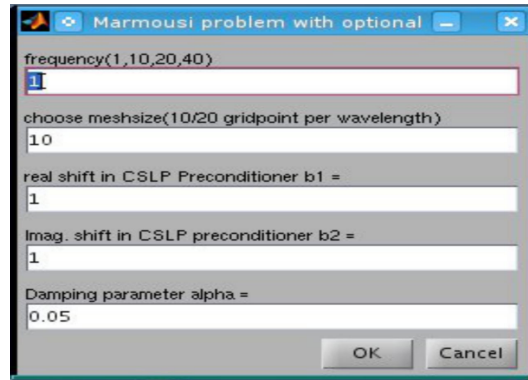 Marmousi problem with optional
frequency(1,10,20,40)
1
choose meshsize(10/20 gridpoint per wavelength)
10
real shift in CSLP Preconditioner b1 =
1
Imag. shift in CSLP preconditioner b2 =
1
Damping parameter alpha =
0.05
OK Cancel